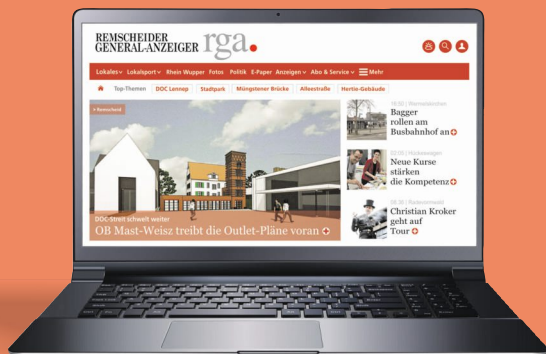 REMSCHEIDER
GENERAL-ANZEIGER rga.
Lokales Lokalsport Rhein Wupper Fotos Politik E-Paper Anzeigen Abo & Service Mehr
Top-Themen DOC Lennep Stadtpark Müngstener Brücke Alleestraße Hertie-Gebäude
> Remscheid
DOC-Streit schwelt weiter
OB Mast-Weisz treibt die Outlet-Pläne voran
Bagger
rollen am
Busbahnhof an
Neue Kurse
stärken
die Kompetenz
Christian Kroker
geht auf
Tour